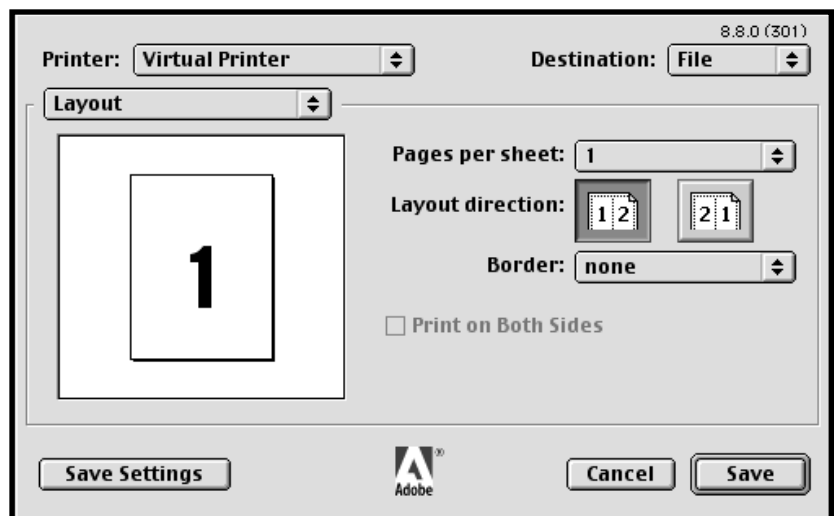 8.8.0 (301)
Printer: Virtual Printer Destination: File
Layout
Pages per sheet: 1
Layout direction: 1 2 2 1
1
Border: none
Print on Both Sides
Save Settings Adobe® Cancel Save